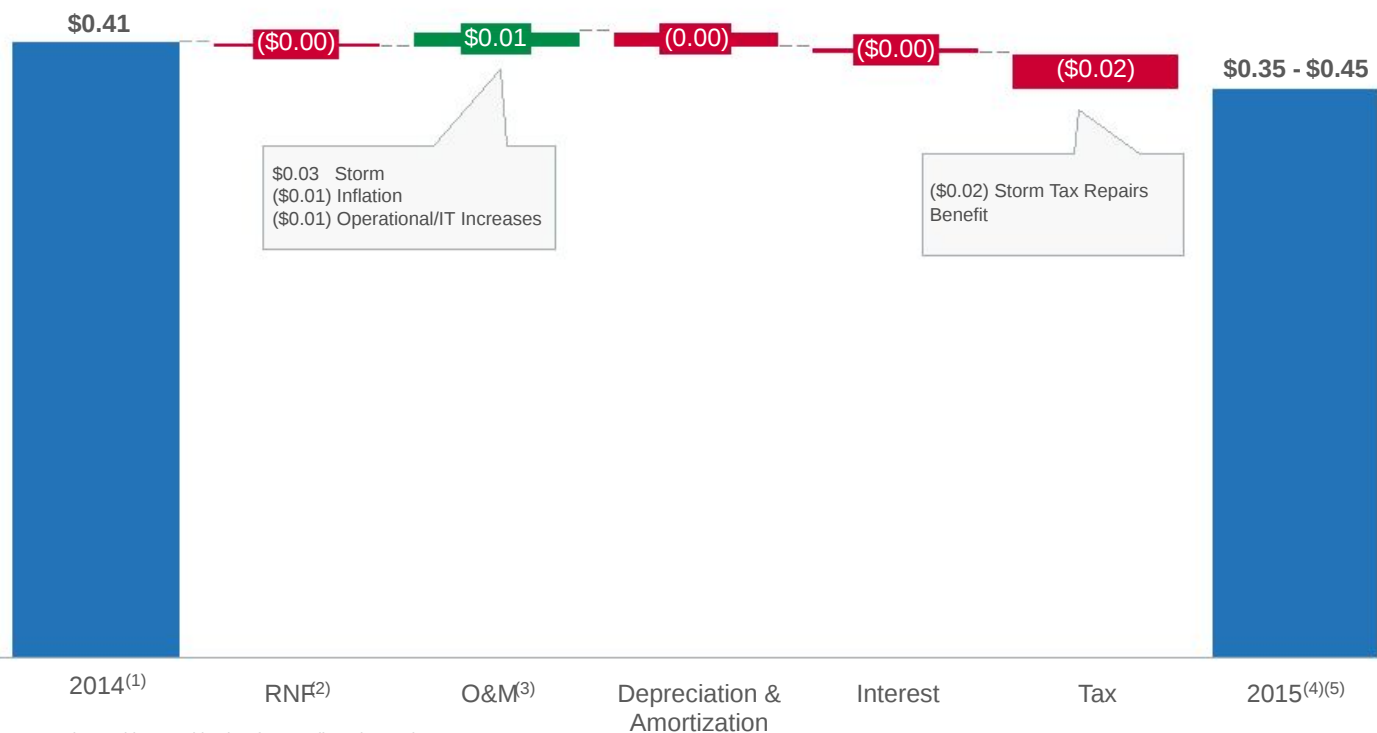 $0.41
($0.00)
$0.01
(0.00)
($0.00)
($0.02)
$0.35 - $0.45
$0.03 Storm
($0.01) Inflation
($0.01) Operational/IT Increases
($0.02) Storm Tax Repairs
Benefit
2014(1)
RNF(2)
O&M(3)
Depreciation &
Amortization
Interest
Tax
2015(4)(5)